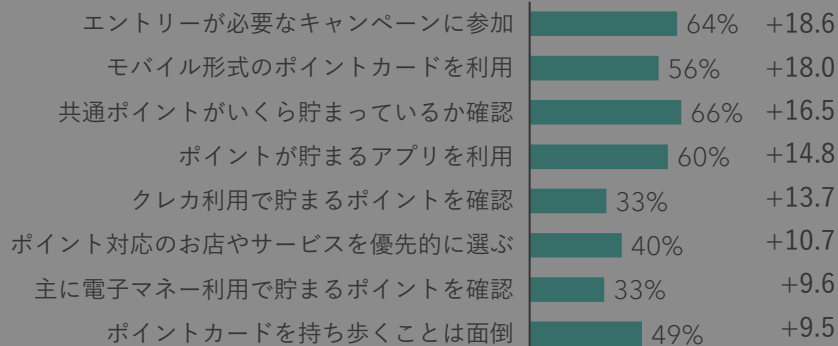 エントリーが必要なキャンペーンに参加 64% +18.6
モバイル形式のポイントカードを利用 56% +18.0
共通ポイントがいくら貯まっているか確認 66% +16.5
ポイントが貯まるアプリを利用 60% +14.8
クレカ利用で貯まるポイントを確認 33% +13.7
ポイント対応のお店やサービスを優先的に選ぶ 40% +10.7
主に電子マネー利用で貯まるポイントを確認 33% +9.6
ポイントカードを持ち歩くことは面倒 49% +9.5